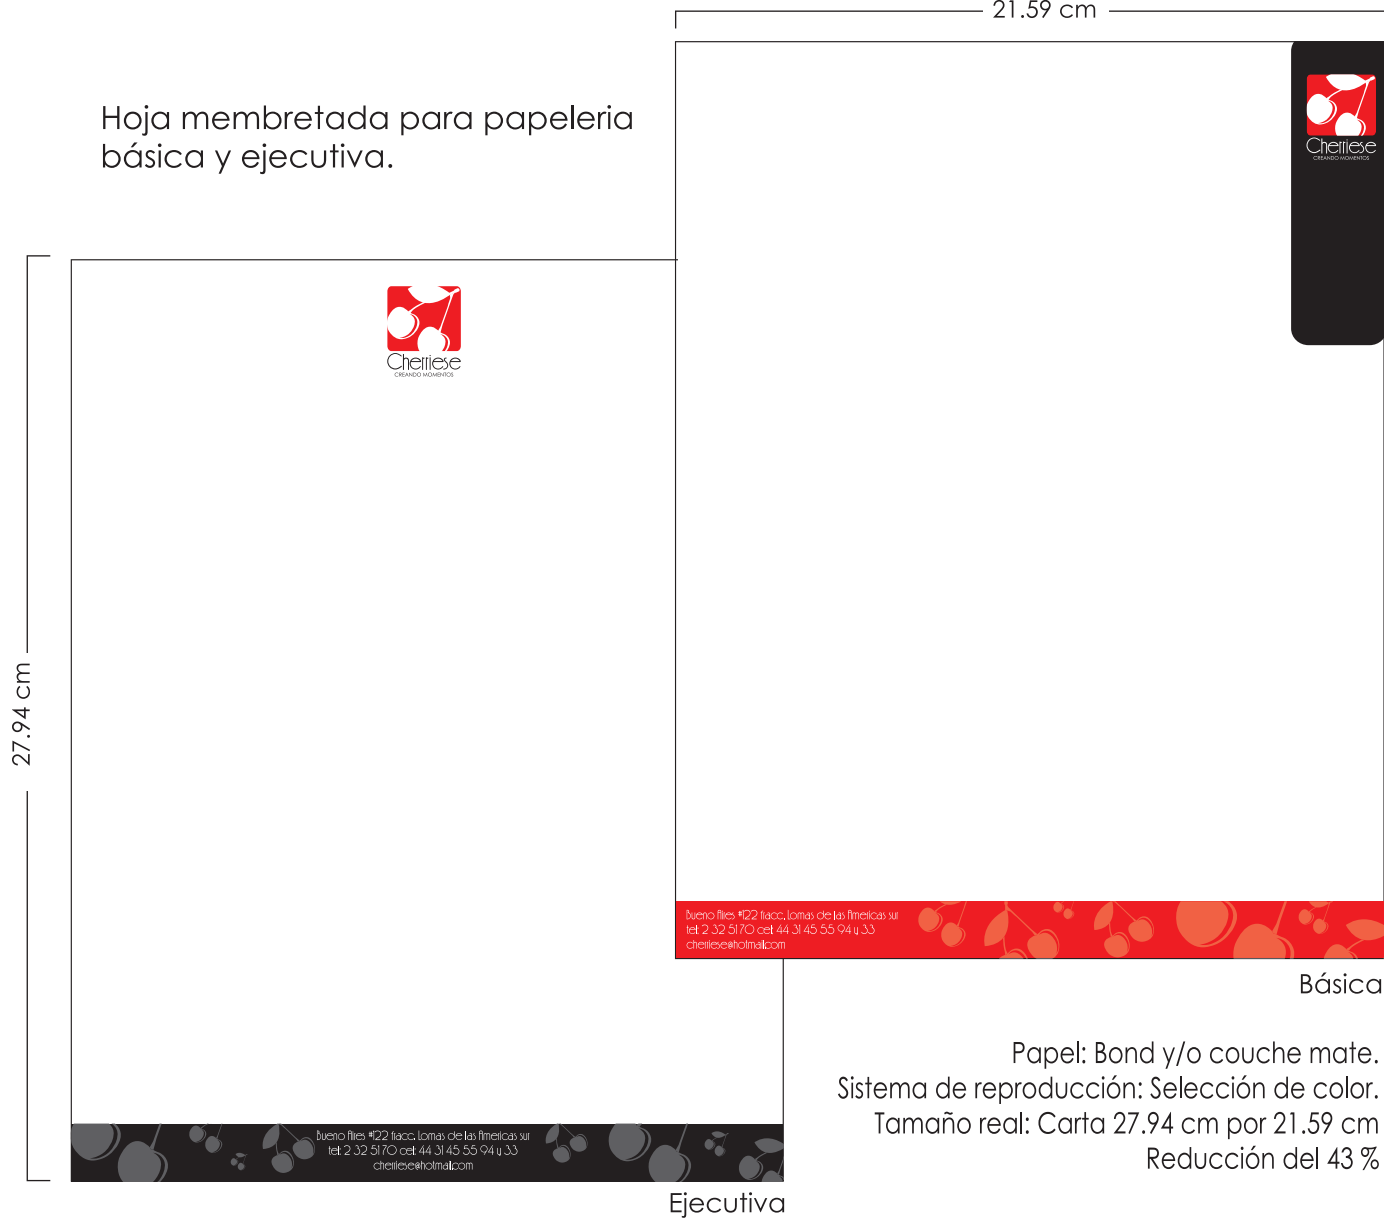 21.59 cm
Hoja membretada para papeleria
básica y ejecutiva.
Cherriese
CREANDO MOMENTOS
27.94 cm
Cherriese
CREANDO MOMENTOS
Bueno Aires #122 fracc. Lomas de las Americas sur
tel: 2 32 51 70 cel: 44 31 45 55 94 y 33
cherriese@hotmail.com
Básica
Papel: Bond y/o couche mate.
Sistema de reproducción: Selección de color.
Tamaño real: Carta 27.94 cm por 21.59 cm
Reducción del 43 %
Bueno Aires #122 fracc. Lomas de las Americas sur
tel: 2 32 51 70 cel: 44 31 45 55 94 y 33
cherriese@hotmail.com
Ejecutiva